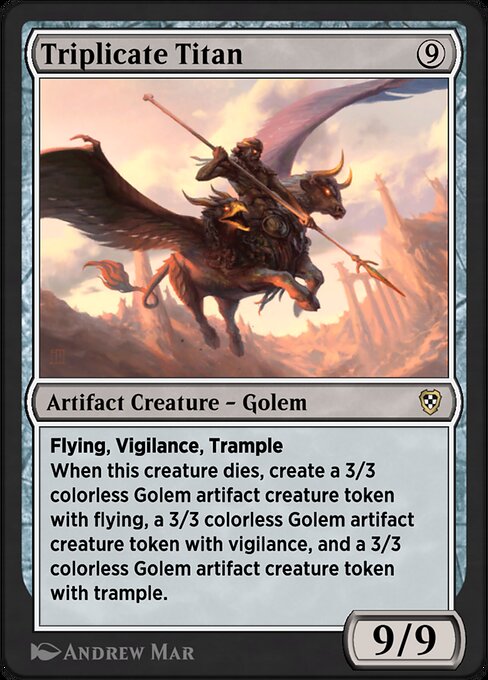 Triplicate Titan 9
Artifact Creature – Golem
Flying, Vigilance, Trample
When this creature dies, create a 3/3
colorless Golem artifact creature token
with flying, a 3/3 colorless Golem artifact
creature token with vigilance, and a 3/3
colorless Golem artifact creature token
with trample.
9/9
Andrew Mar